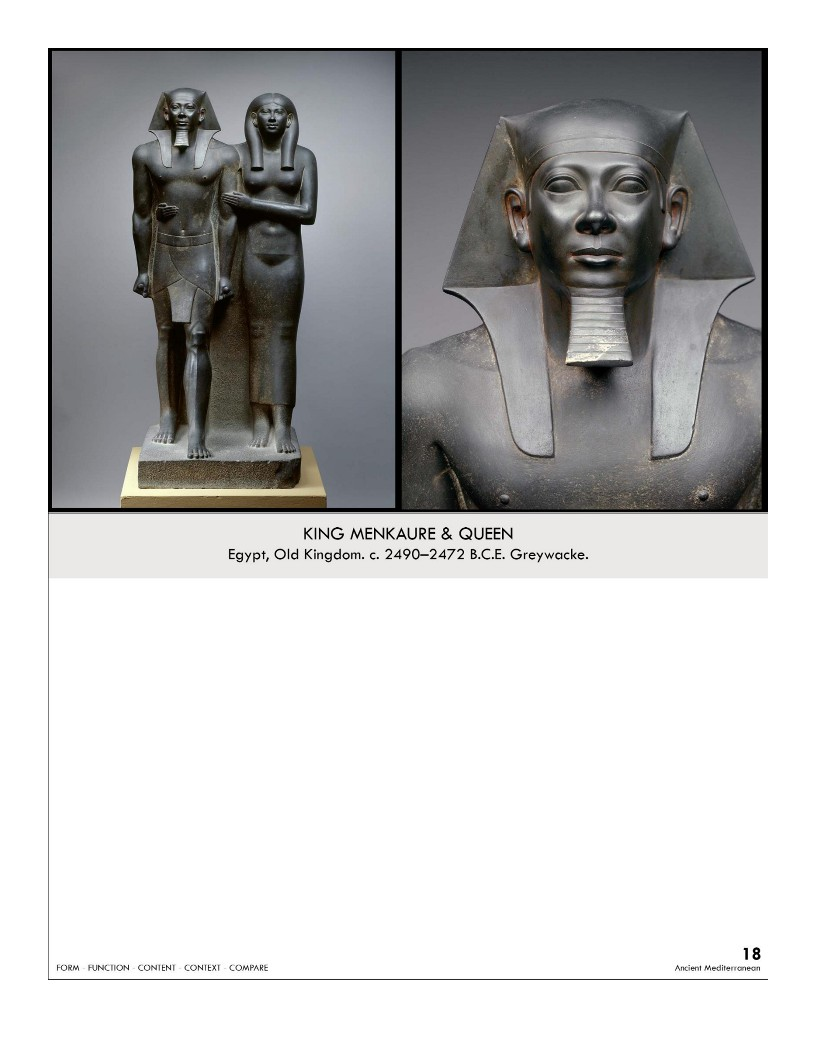 KING MENKAURE & QUEEN
Egypt, Old Kingdom. c. 2490–2472 B.C.E. Greywacke.
18
FORM · FUNCTION · CONTENT · CONTEXT · COMPARE
Ancient Mediterranean